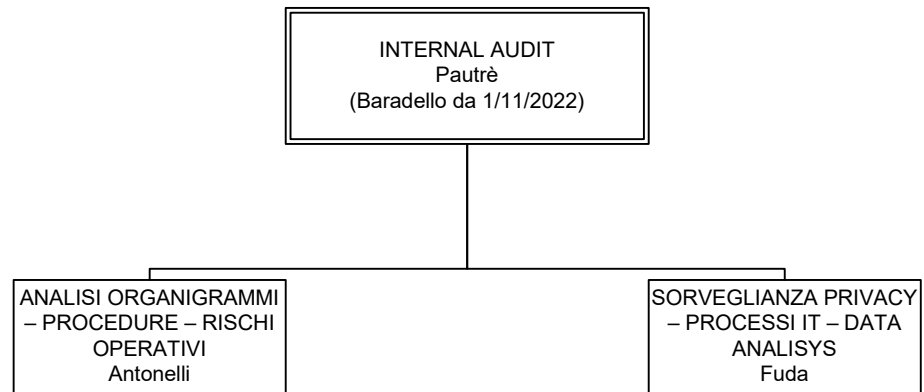 INTERNAL AUDIT
Pautrè
(Baradello da 1/11/2022)
ANALISI ORGANIGRAMMI
– PROCEDURE – RISCHI
OPERATIVI
Antonelli
SORVEGLIANZA PRIVACY
– PROCESSI IT – DATA
ANALISYS
Fuda